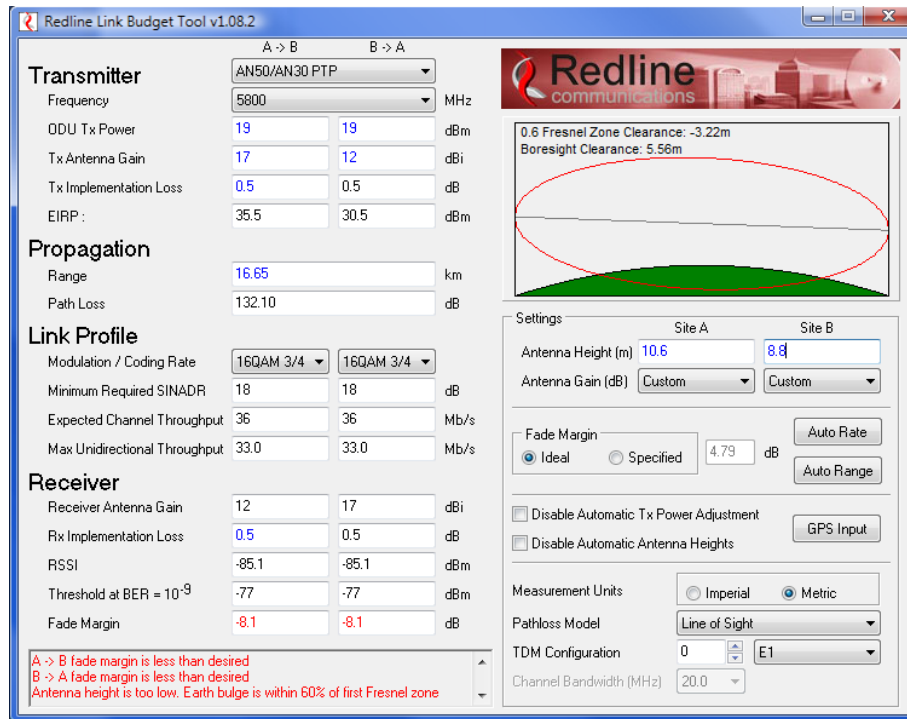 Redline Link Budget Tool v1.08.2
A -> B B -> A
Transmitter AN50/AN30 PTP
Frequency 5800 MHz
ODU Tx Power 19 19 dBm
Tx Antenna Gain 17 12 dBi
Tx Implementation Loss 0.5 0.5 dB
EIRP : 35.5 30.5 dBm
Propagation
Range 16.65 km
Path Loss 132.10 dB
Link Profile
Modulation / Coding Rate 16QAM 3/4 16QAM 3/4
Minimum Required SINADR 18 18 dB
Expected Channel Throughput 36 36 Mb/s
Max Unidirectional Throughput 33.0 33.0 Mb/s
Receiver
Receiver Antenna Gain 12 17 dBi
Rx Implementation Loss 0.5 0.5 dB
RSSI -85.1 -85.1 dBm
Threshold at BER = 10-9 -77 -77 dBm
Fade Margin -8.1 -8.1 dB
A -> B fade margin is less than desired
B -> A fade margin is less than desired
Antenna height is too low. Earth bulge is within 60% of first Fresnel zone
Redline
communications
0.6 Fresnel Zone Clearance: -3.22m
Boresight Clearance: 5.56m
Settings
Site A Site B
Antenna Height (m) 10.6 8.8
Antenna Gain (dB) Custom Custom
Fade Margin
Ideal Specified 4.79 dB
Auto Rate
Auto Range
Disable Automatic Tx Power Adjustment
Disable Automatic Antenna Heights
GPS Input
Measurement Units Imperial Metric
Pathloss Model Line of Sight
TDM Configuration 0 E1
Channel Bandwidth (MHz) 20.0